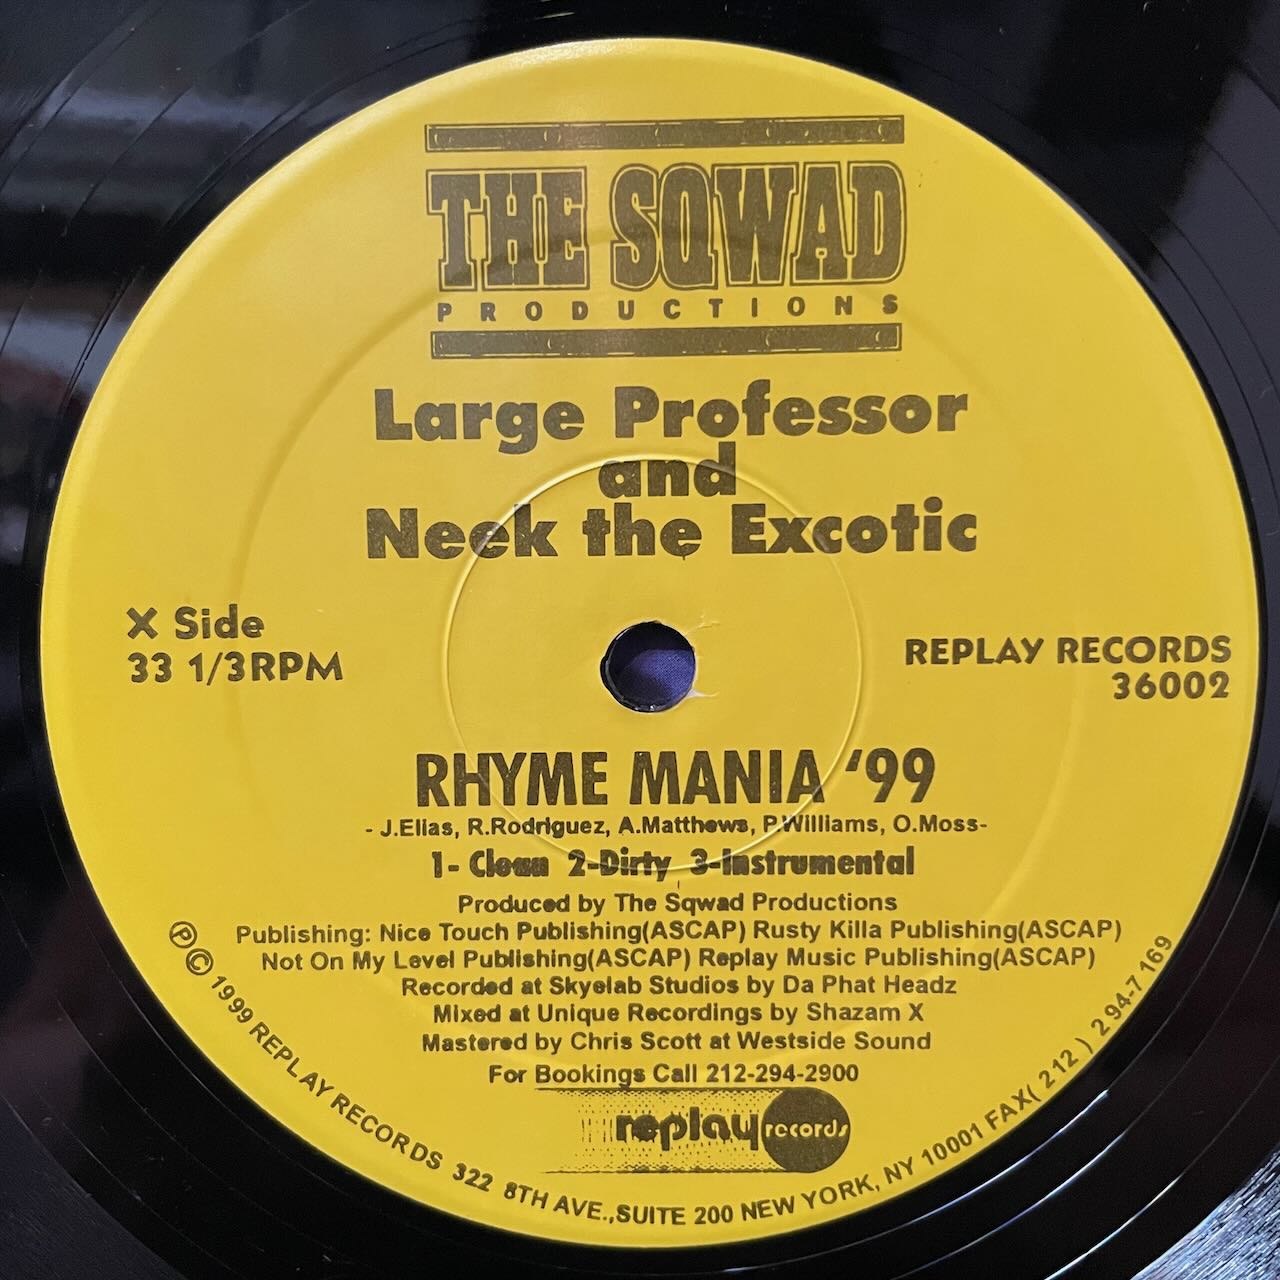 THE SQWAD
PRODUCTIONS
Large Professor
and
Neek the Excotic
X Side
33 1/3RPM
REPLAY RECORDS
36002
RHYME MANIA '99
- J.Elias, R.Rodriguez, A.Matthews, P.Williams, O.Moss-
1- Clean 2-Dirty 3-Instrumental
Produced by The Sqwad Productions
Publishing: Nice Touch Publishing(ASCAP) Rusty Killa Publishing(ASCAP)
Not On My Level Publishing(ASCAP) Replay Music Publishing(ASCAP)
Recorded at Skyelab Studios by Da Phat Headz
Mixed at Unique Recordings by Shazam X
Mastered by Chris Scott at Westside Sound
For Bookings Call 212-294-2900
replay records
℗© 1999 REPLAY RECORDS 322 8TH AVE.,SUITE 200 NEW YORK, NY 10001 FAX( 212 ) 294-7169